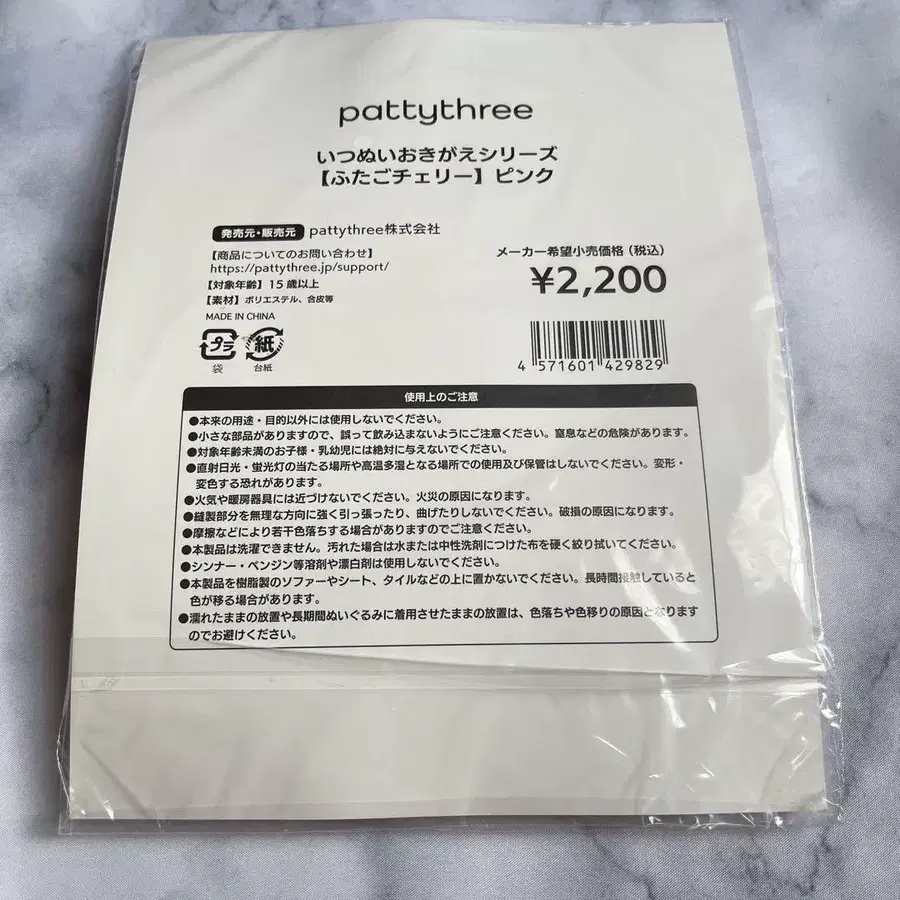 pattythree
いつぬいおきがえシリーズ
【ふたごチェリー】ピンク
発売元・販売元 pattythree株式会社
【商品についてのお問い合わせ】
https://pattythree.jp/support/
【対象年齢】15歳以上
【素材】ポリエステル、合皮等
MADE IN CHINA
プラ 紙
袋 台紙
メーカー希望小売価格（税込）
¥2,200
4 571601 429829
使用上のご注意
●本来の用途・目的以外には使用しないでください。
●小さな部品がありますので、誤って飲み込まないようにご注意ください。窒息などの危険があります。
●対象年齢未満のお子様・乳幼児には絶対に与えないでください。
●直射日光・蛍光灯の当たる場所や高温多湿となる場所での使用及び保管はしないでください。変形・
変色する恐れがあります。
●火気や暖房器具には近づけないでください。火災の原因になります。
●縫製部分を無理な方向に強く引っ張ったり、曲げたりしないでください。破損の原因になります。
●摩擦などにより若干色落ちする場合がありますのでご注意ください。
●本製品は洗濯できません。汚れた場合は水または中性洗剤につけた布を硬く絞り拭いてください。
●シンナー・ベンジン等溶剤や漂白剤は使用しないでください。
●本製品を樹脂製のソファーやシート、タイルなどの上に置かないでください。長時間接触していると
色が移る場合があります。
●濡れたままの放置や長期間ぬいぐるみに着用させたままの放置は、色落ちや色移りの原因となります
のでお避けください。